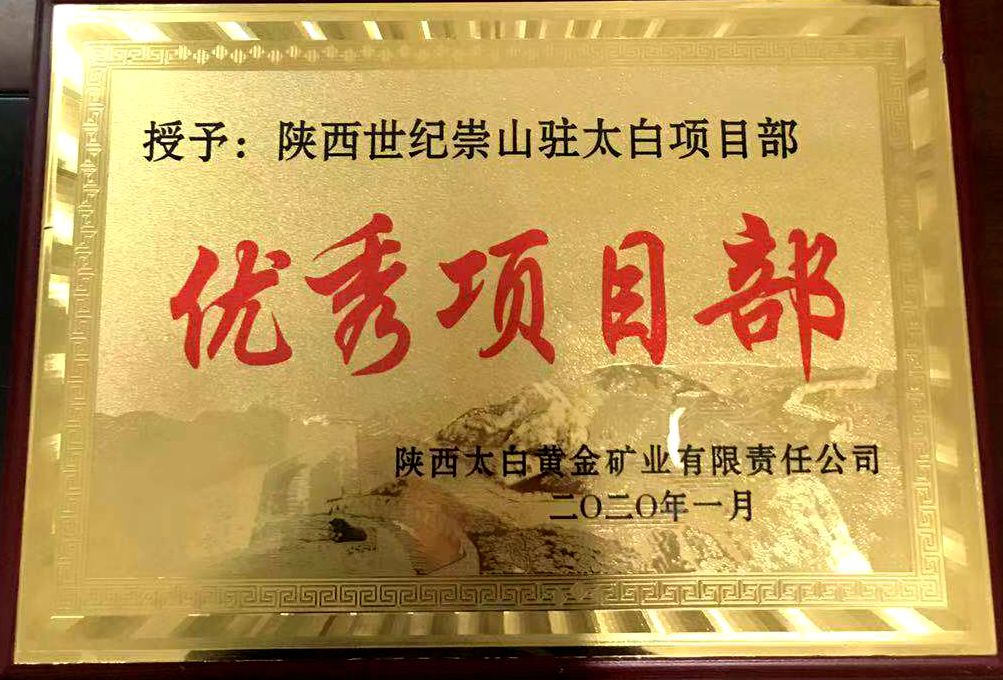 授予：陕西世纪崇山驻太白项目部
优秀项目部
陕西太白黄金矿业有限责任公司
二〇二〇年一月